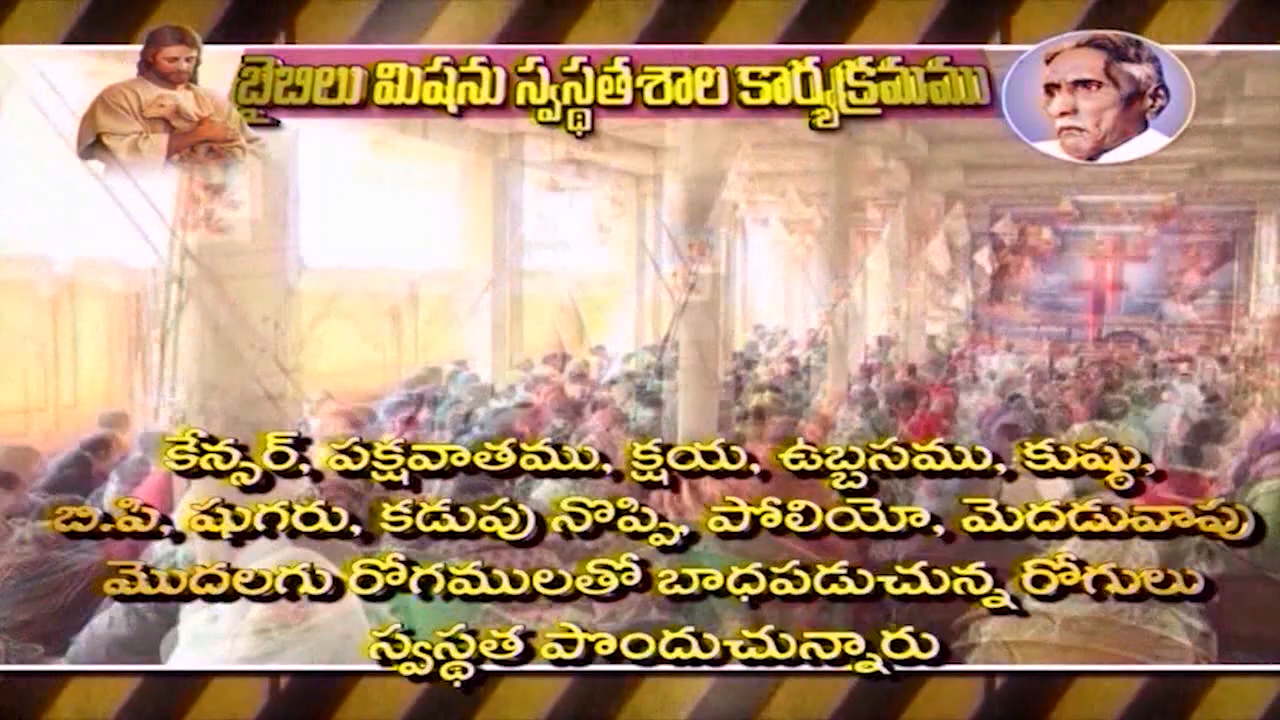 బైబిలు మిషను స్వస్థతశాల కార్యక్రమము
కేన్సర్, పక్షవాతము, క్షయ, ఉబ్బసము, కుష్ఠు,
బి.పి, షుగరు, కడుపు నొప్పి, పోలియో, మెదడువాపు
మొదలగు రోగములతో బాధపడుచున్న రోగులు
స్వస్థత పొందుచున్నారు